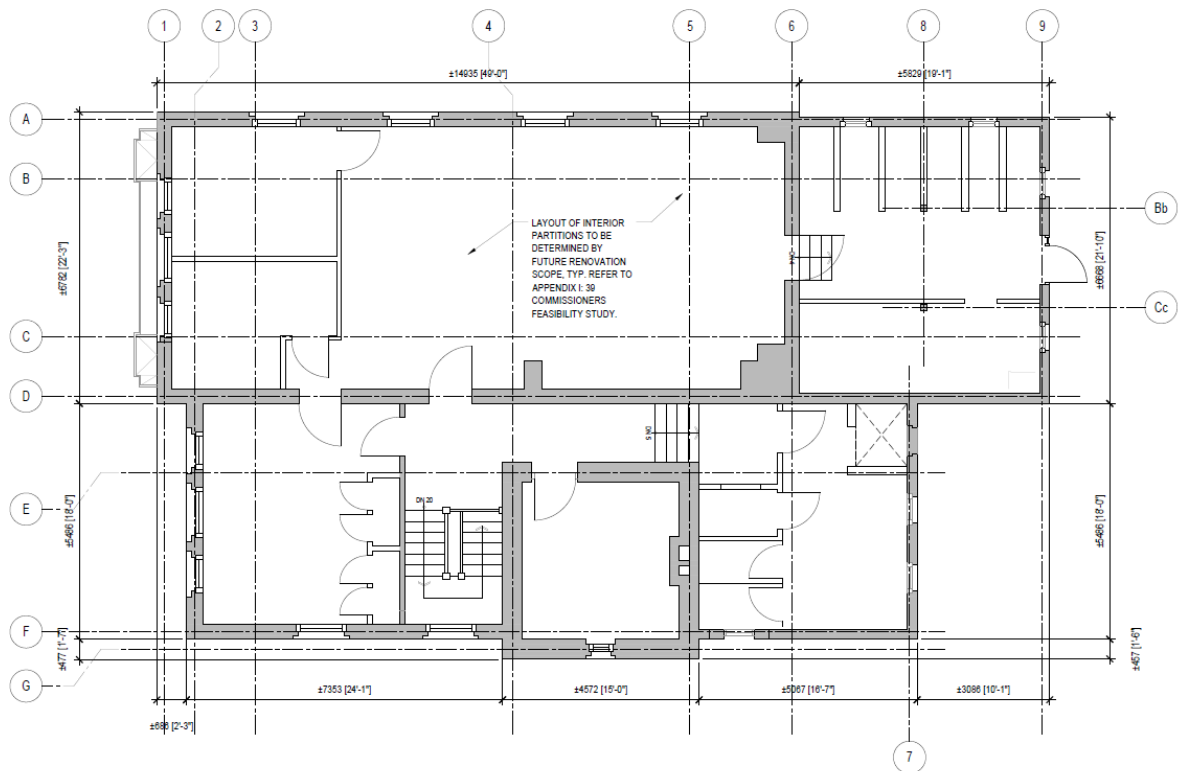 1
2
3
4
5
6
8
9
±14935 [49'-0"]
±5829 [19'-1"]
A
B
Bb
LAYOUT OF INTERIOR
PARTITIONS TO BE
DETERMINED BY
FUTURE RENOVATION
SCOPE, TYP. REFER TO
APPENDIX I: 39
COMMISSIONERS
FEASIBILITY STUDY.
±6782 [22'-3"]
DN 4
±6668 [21'-10"]
Cc
C
D
DN 5
E
±5486 [18'-0"]
DN 20
±5486 [18'-0"]
F
±477 [1'-7"]
±457 [1'-6"]
G
±7353 [24'-1"]
±4572 [15'-0"]
±5067 [16'-7"]
±3086 [10'-1"]
±686 [2'-3"]
7